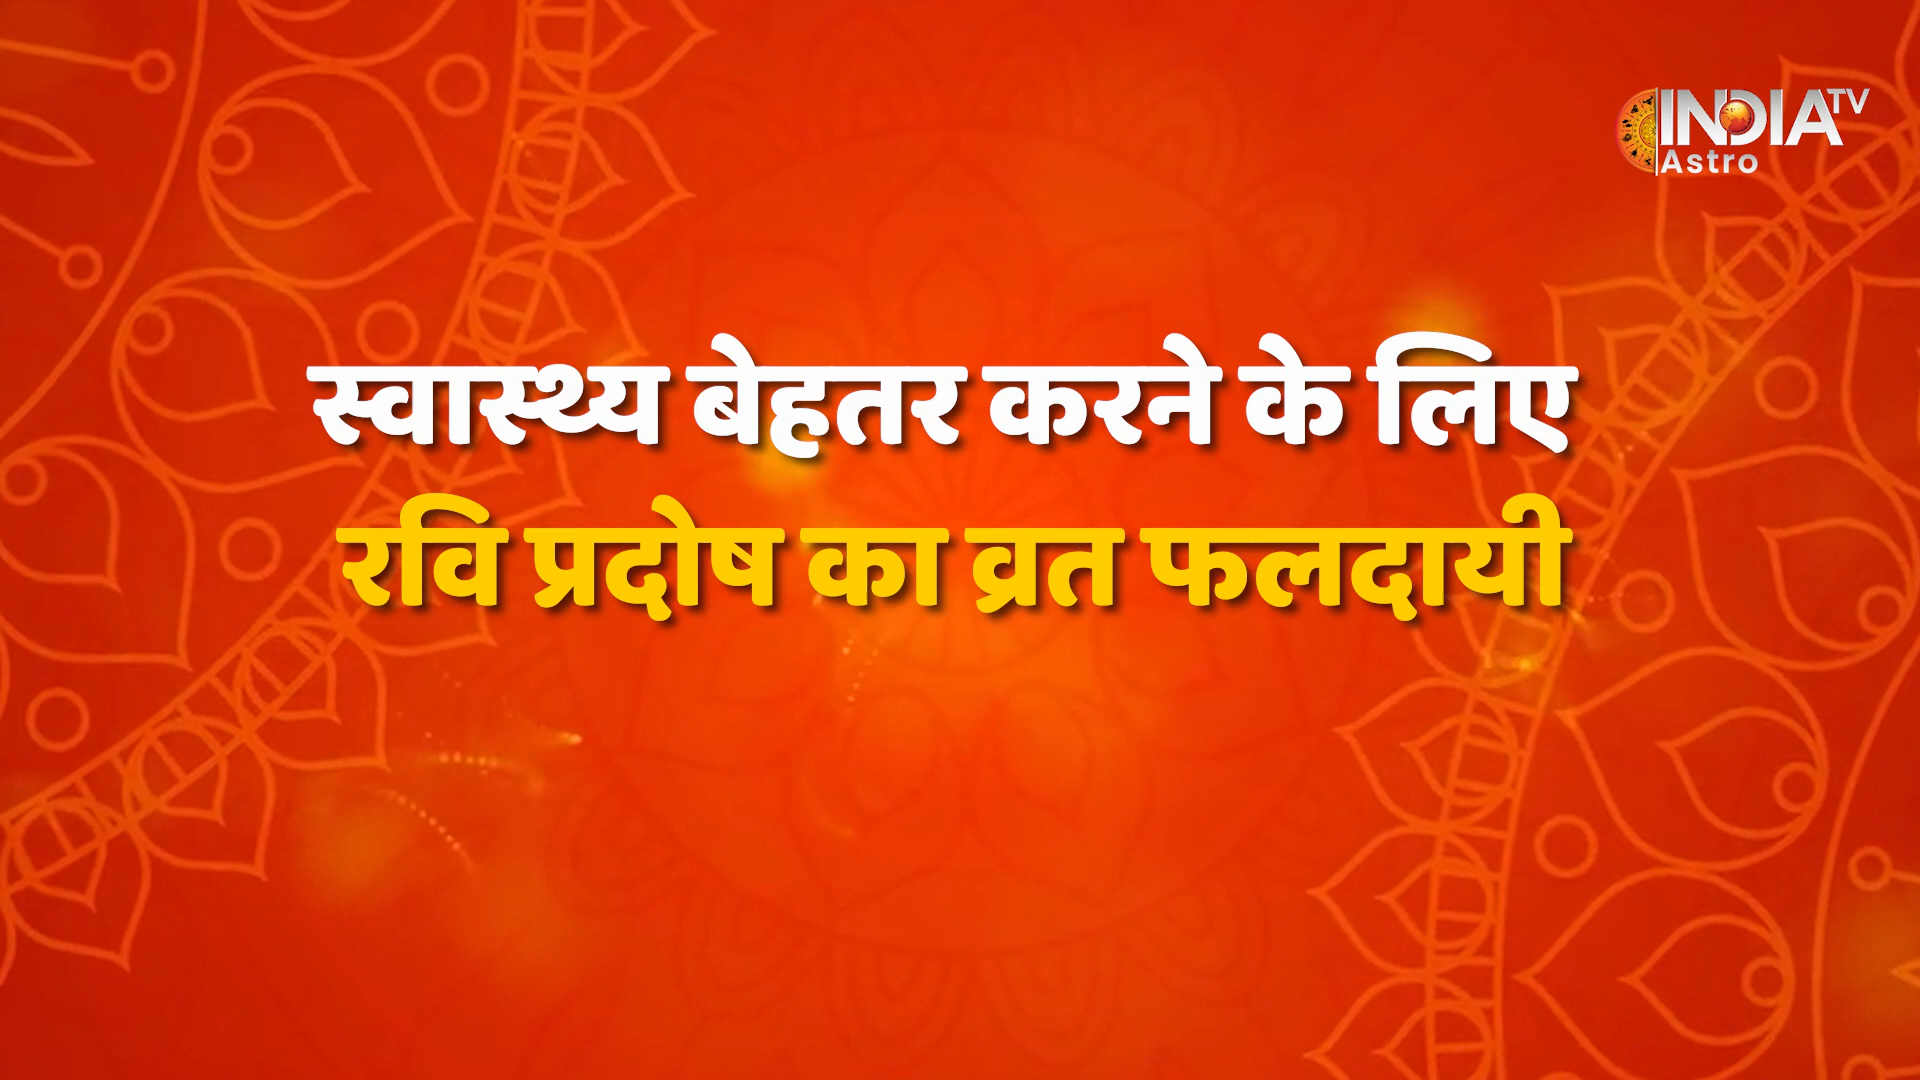 INDIA TV
Astro
स्वास्थ्य बेहतर करने के लिए
रवि प्रदोष का व्रत फलदायी